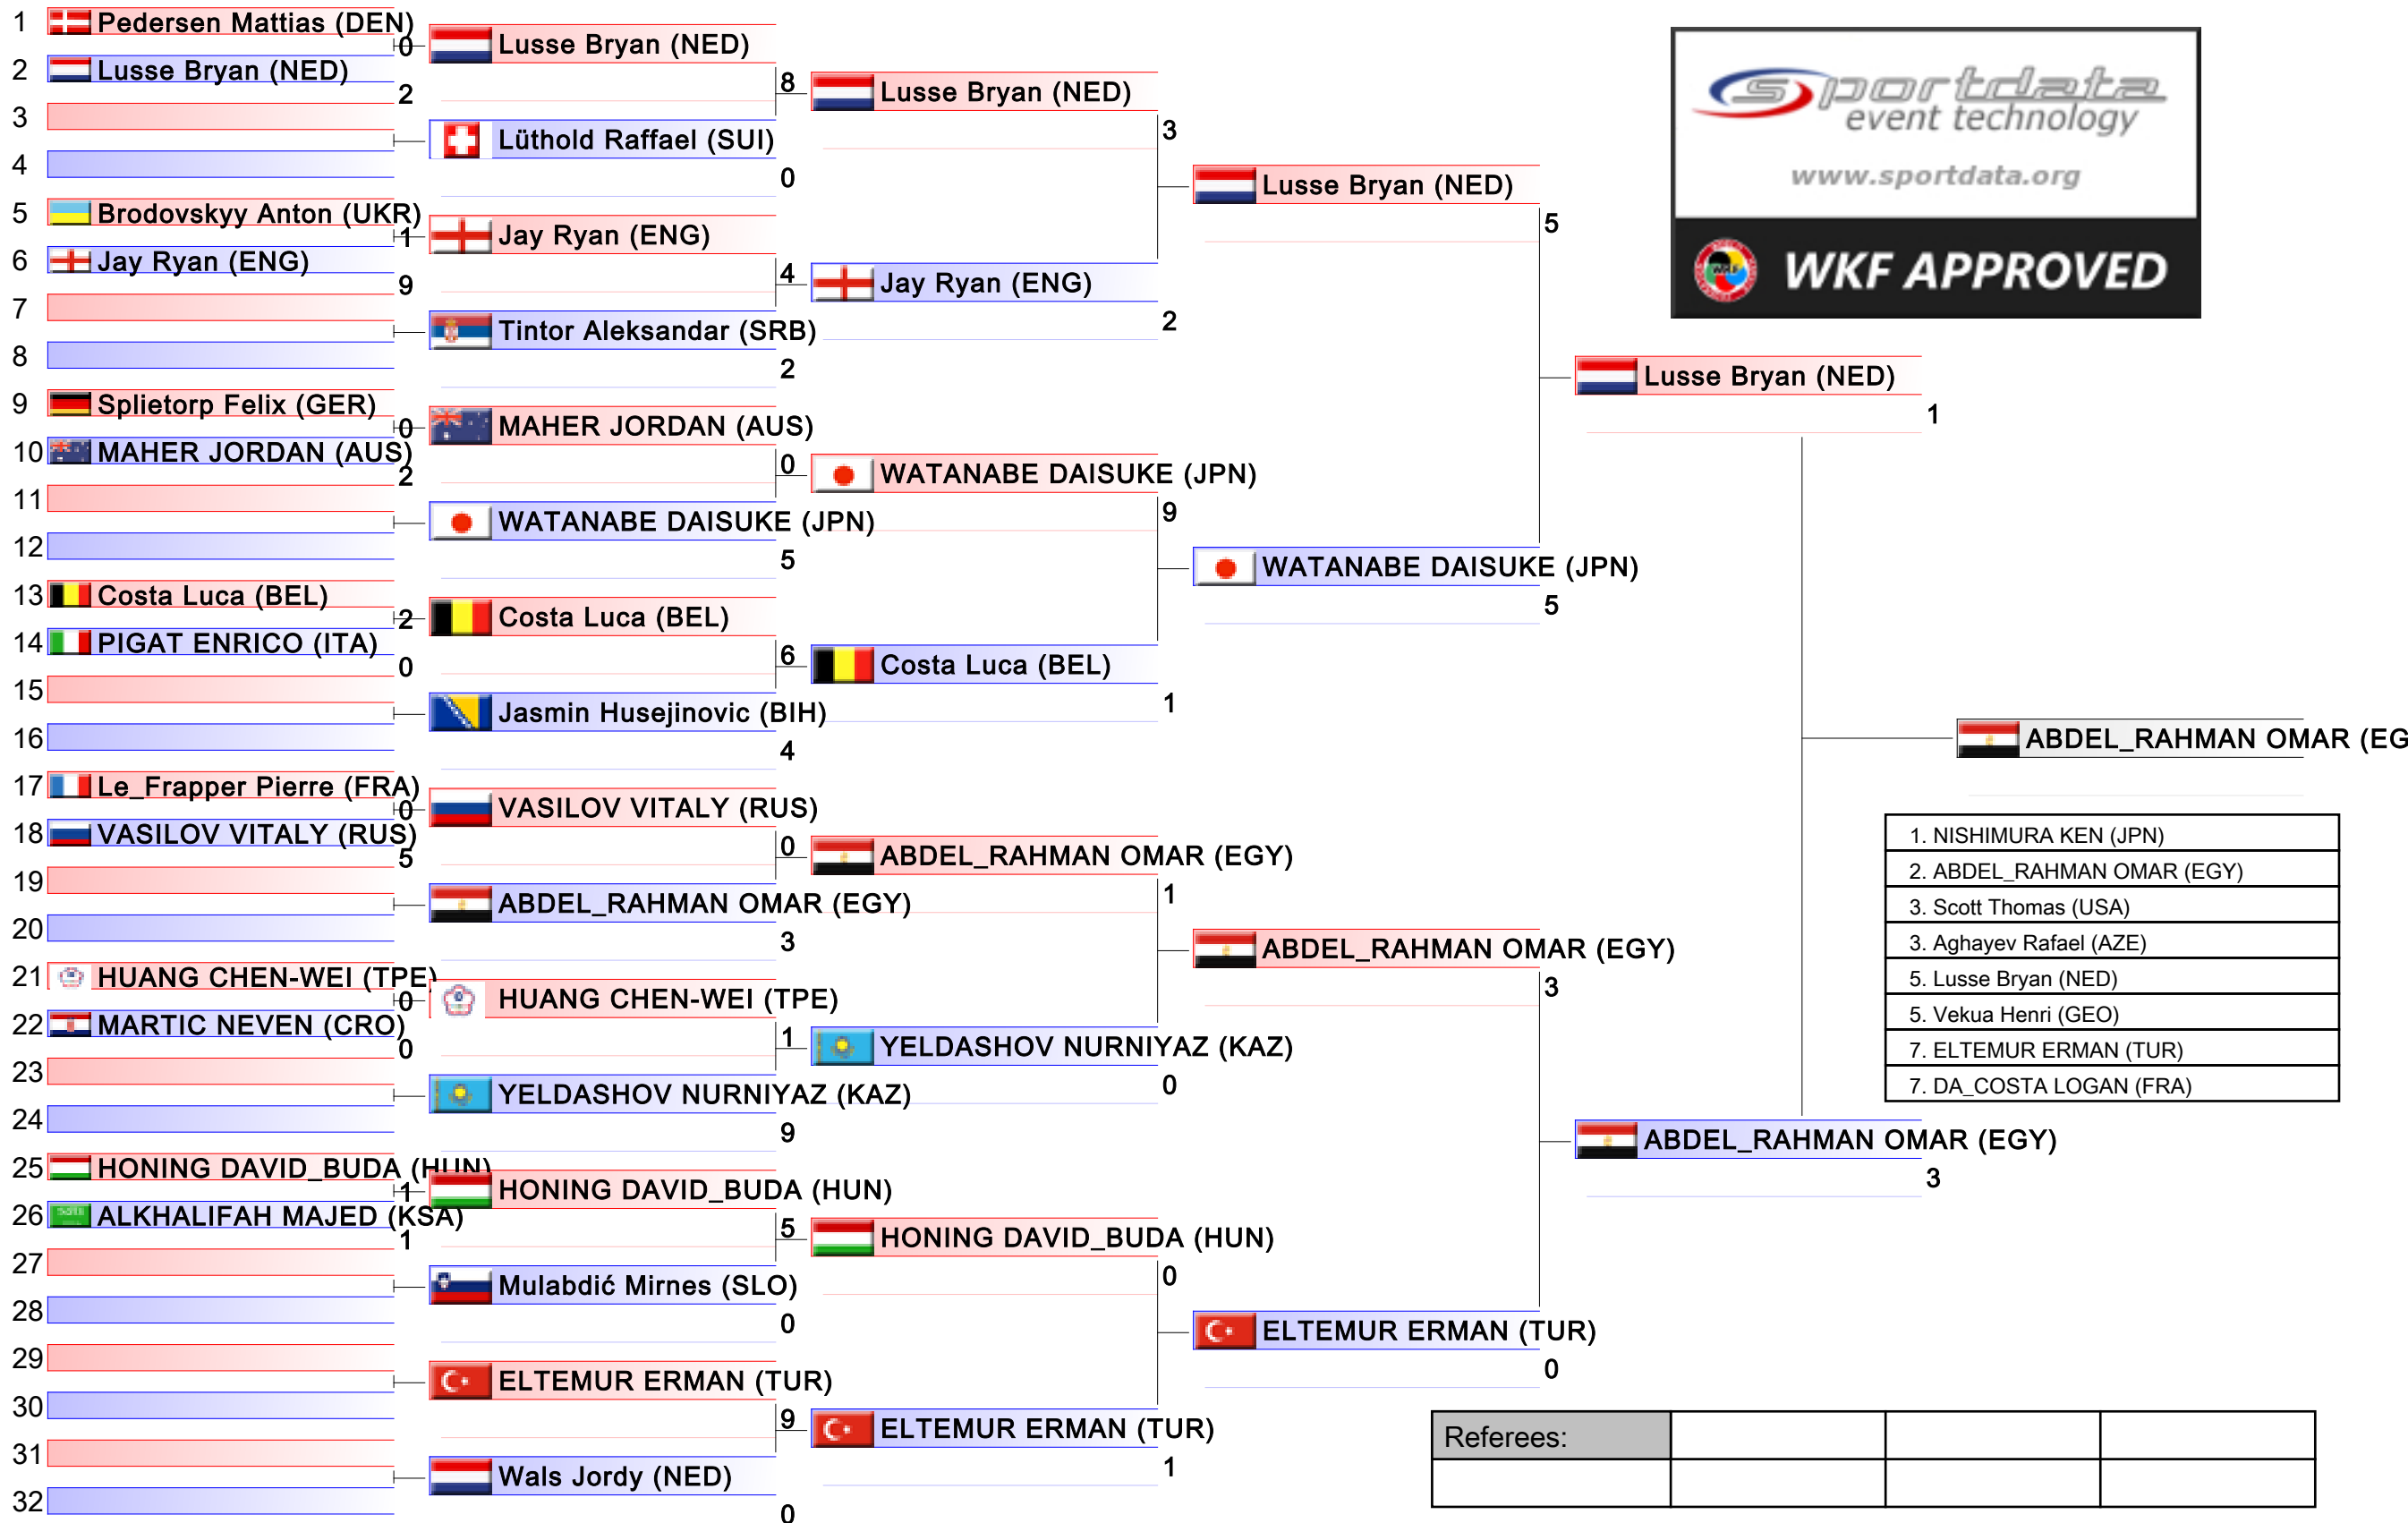 1 Pedersen Mattias (DEN)
0
2 Lusse Bryan (NED)
2
3
4
5 Brodovskyy Anton (UKR)
1
6 Jay Ryan (ENG)
9
7
8
9 Splietorp Felix (GER)
0
10 MAHER JORDAN (AUS)
2
11
12
13 Costa Luca (BEL)
2
14 PIGAT ENRICO (ITA)
0
15
16
17 Le_Frapper Pierre (FRA)
0
18 VASILOV VITALY (RUS)
5
19
20
21 HUANG CHEN-WEI (TPE)
0
22 MARTIC NEVEN (CRO)
0
23
24
25 HONING DAVID_BUDA (HUN)
1
26 ALKHALIFAH MAJED (KSA)
1
27
28
29
30
31
32
Lusse Bryan (NED)
8
Lüthold Raffael (SUI)
0
Jay Ryan (ENG)
4
Tintor Aleksandar (SRB)
2
MAHER JORDAN (AUS)
0
WATANABE DAISUKE (JPN)
5
Costa Luca (BEL)
6
Jasmin Husejinovic (BIH)
4
VASILOV VITALY (RUS)
0
ABDEL_RAHMAN OMAR (EGY)
3
HUANG CHEN-WEI (TPE)
1
YELDASHOV NURNIYAZ (KAZ)
9
HONING DAVID_BUDA (HUN)
5
Mulabdić Mirnes (SLO)
0
ELTEMUR ERMAN (TUR)
9
Wals Jordy (NED)
0
Lusse Bryan (NED)
3
Jay Ryan (ENG)
2
WATANABE DAISUKE (JPN)
9
Costa Luca (BEL)
1
ABDEL_RAHMAN OMAR (EGY)
1
YELDASHOV NURNIYAZ (KAZ)
0
HONING DAVID_BUDA (HUN)
0
ELTEMUR ERMAN (TUR)
1
Lusse Bryan (NED)
5
WATANABE DAISUKE (JPN)
5
ABDEL_RAHMAN OMAR (EGY)
3
ELTEMUR ERMAN (TUR)
0
Lusse Bryan (NED)
1
ABDEL_RAHMAN OMAR (EGY)
3
ABDEL_RAHMAN OMAR (EG
sportdata
event technology
www.sportdata.org
WKF APPROVED
1. NISHIMURA KEN (JPN)
2. ABDEL_RAHMAN OMAR (EGY)
3. Scott Thomas (USA)
3. Aghayev Rafael (AZE)
5. Lusse Bryan (NED)
5. Vekua Henri (GEO)
7. ELTEMUR ERMAN (TUR)
7. DA_COSTA LOGAN (FRA)
Referees: